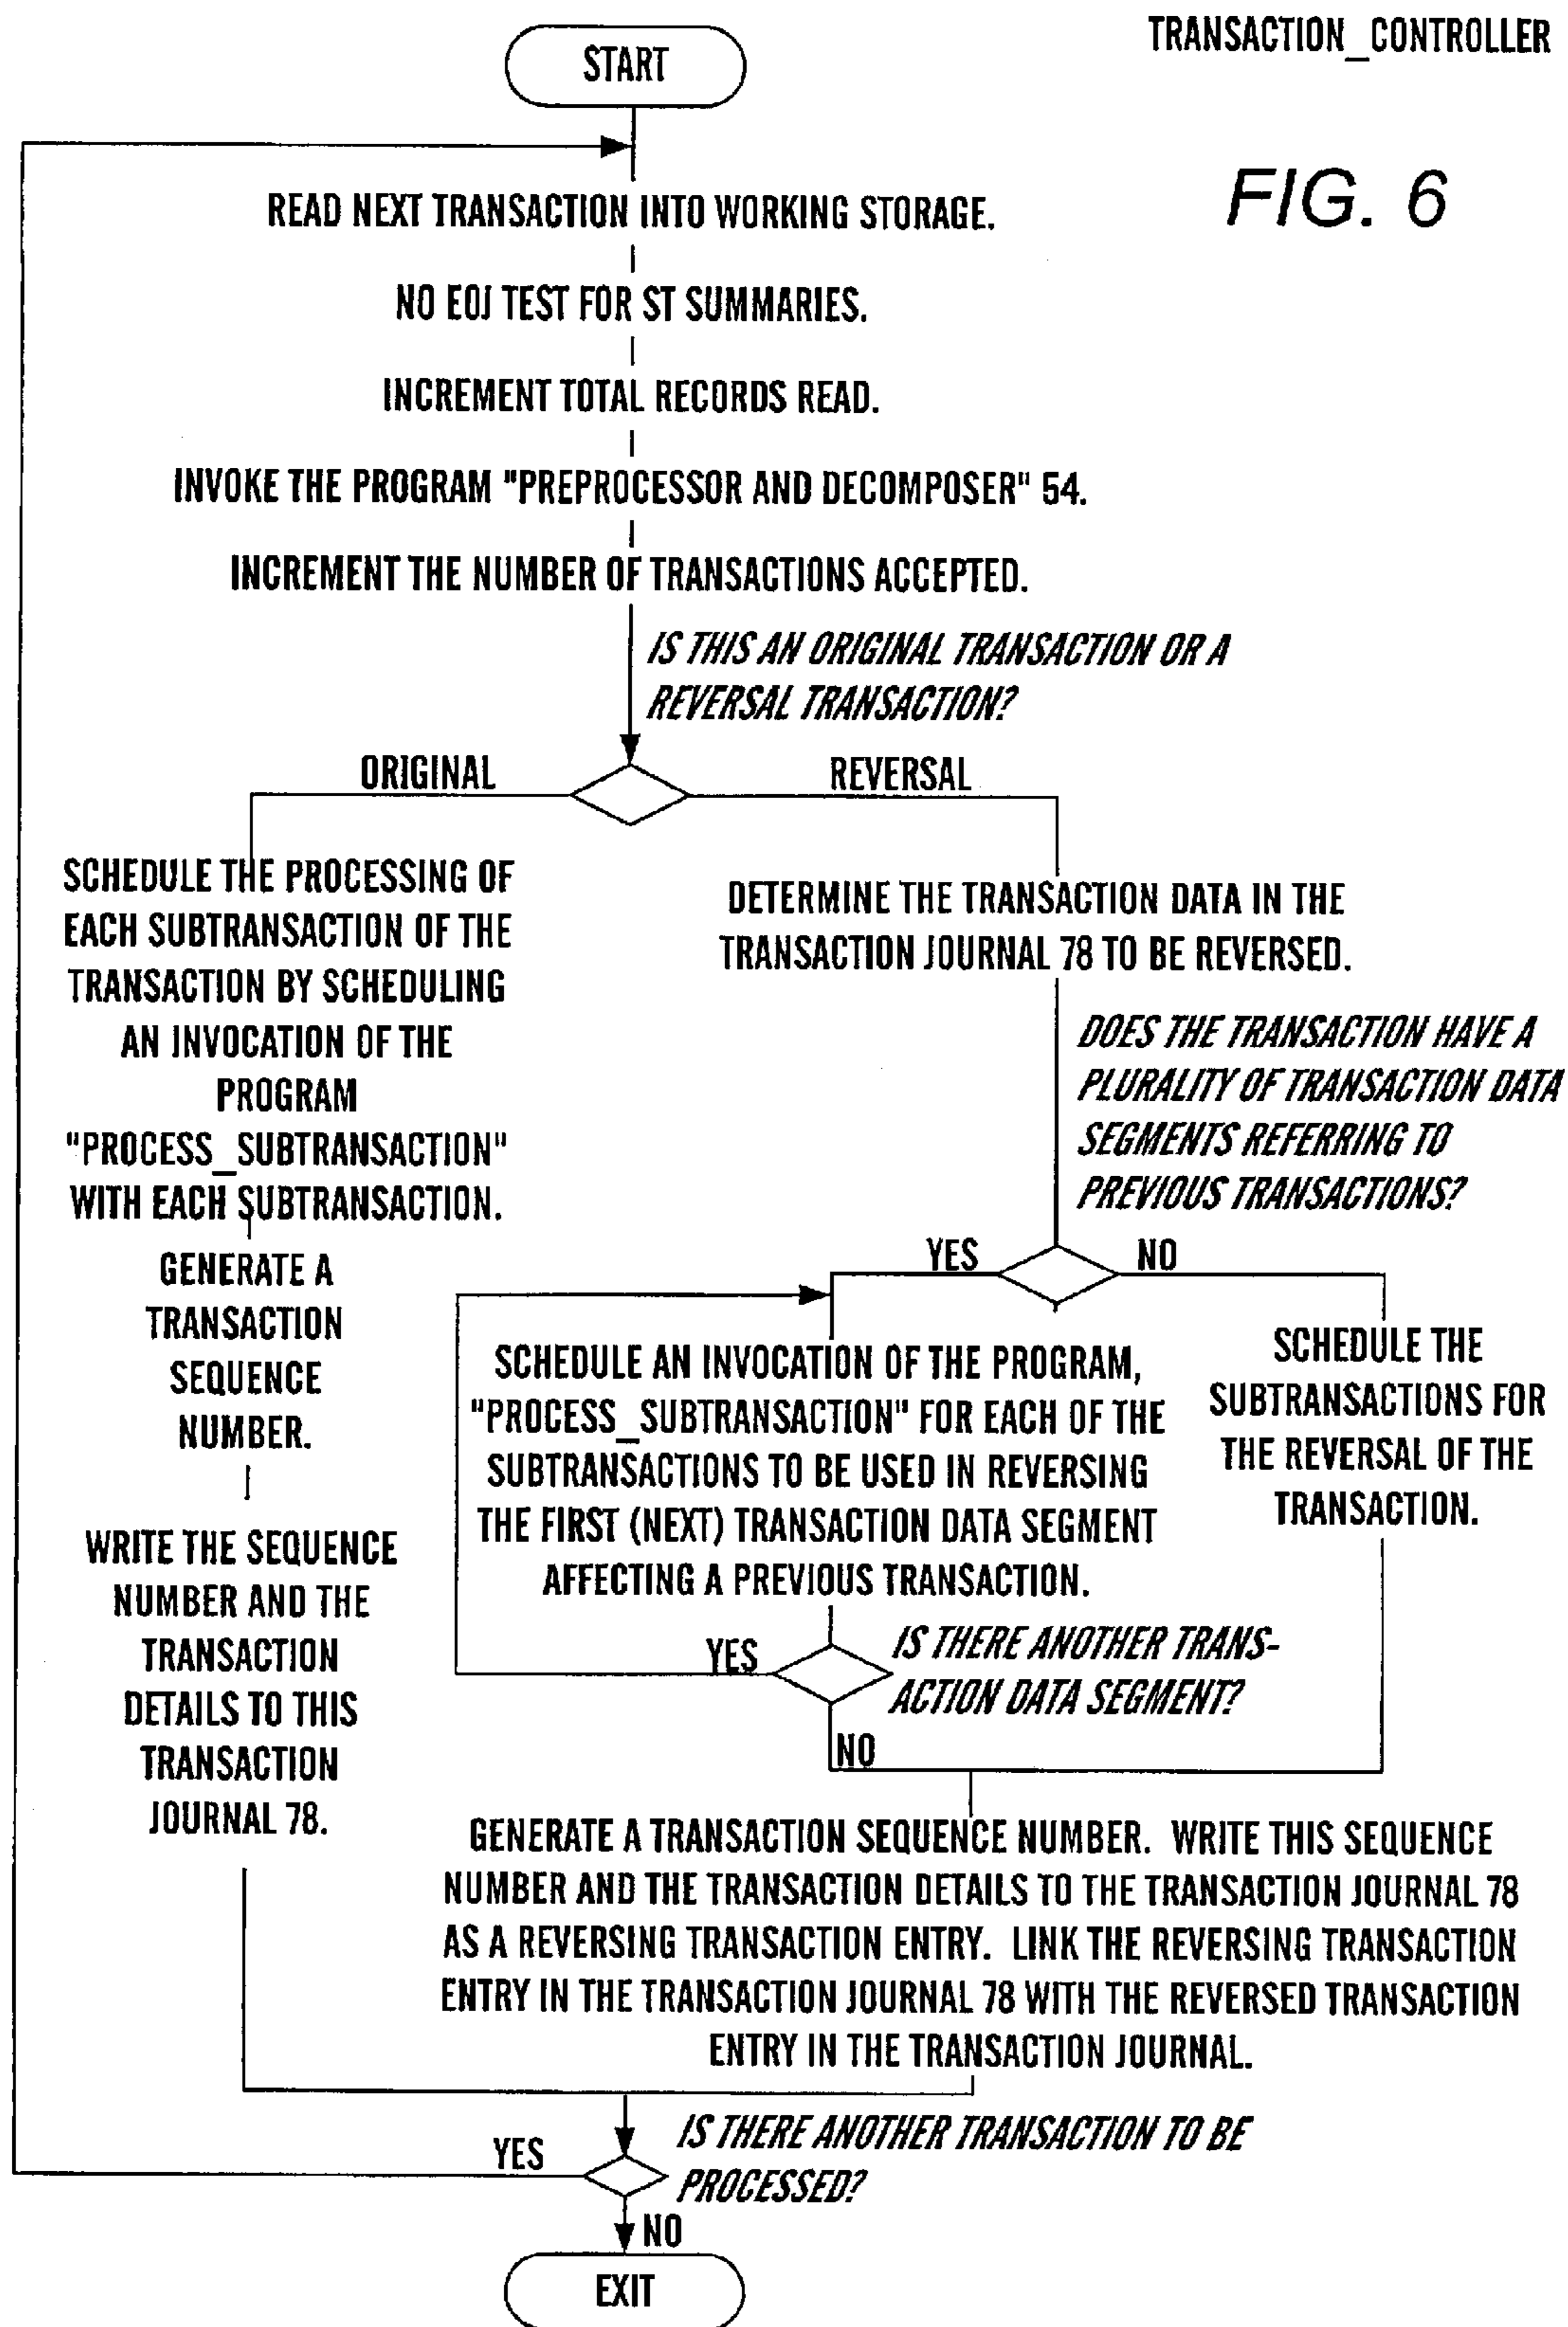 TRANSACTION_CONTROLLER
START
FIG. 6
READ NEXT TRANSACTION INTO WORKING STORAGE.
NO EOJ TEST FOR ST SUMMARIES.
INCREMENT TOTAL RECORDS READ.
INVOKE THE PROGRAM "PREPROCESSOR AND DECOMPOSER" 54.
INCREMENT THE NUMBER OF TRANSACTIONS ACCEPTED.
IS THIS AN ORIGINAL TRANSACTION OR A
REVERSAL TRANSACTION?
ORIGINAL
REVERSAL
SCHEDULE THE PROCESSING OF
EACH SUBTRANSACTION OF THE
TRANSACTION BY SCHEDULING
AN INVOCATION OF THE
PROGRAM
"PROCESS_SUBTRANSACTION"
WITH EACH SUBTRANSACTION.
GENERATE A
TRANSACTION
SEQUENCE
NUMBER.
WRITE THE SEQUENCE
NUMBER AND THE
TRANSACTION
DETAILS TO THIS
TRANSACTION
JOURNAL 78.
DETERMINE THE TRANSACTION DATA IN THE
TRANSACTION JOURNAL 78 TO BE REVERSED.
DOES THE TRANSACTION HAVE A
PLURALITY OF TRANSACTION DATA
SEGMENTS REFERRING TO
PREVIOUS TRANSACTIONS?
YES
NO
SCHEDULE AN INVOCATION OF THE PROGRAM,
"PROCESS_SUBTRANSACTION" FOR EACH OF THE
SUBTRANSACTIONS TO BE USED IN REVERSING
THE FIRST (NEXT) TRANSACTION DATA SEGMENT
AFFECTING A PREVIOUS TRANSACTION.
SCHEDULE THE
SUBTRANSACTIONS FOR
THE REVERSAL OF THE
TRANSACTION.
YES
IS THERE ANOTHER TRANS-
ACTION DATA SEGMENT?
NO
GENERATE A TRANSACTION SEQUENCE NUMBER. WRITE THIS SEQUENCE
NUMBER AND THE TRANSACTION DETAILS TO THE TRANSACTION JOURNAL 78
AS A REVERSING TRANSACTION ENTRY. LINK THE REVERSING TRANSACTION
ENTRY IN THE TRANSACTION JOURNAL 78 WITH THE REVERSED TRANSACTION
ENTRY IN THE TRANSACTION JOURNAL.
YES
IS THERE ANOTHER TRANSACTION TO BE
PROCESSED?
NO
EXIT